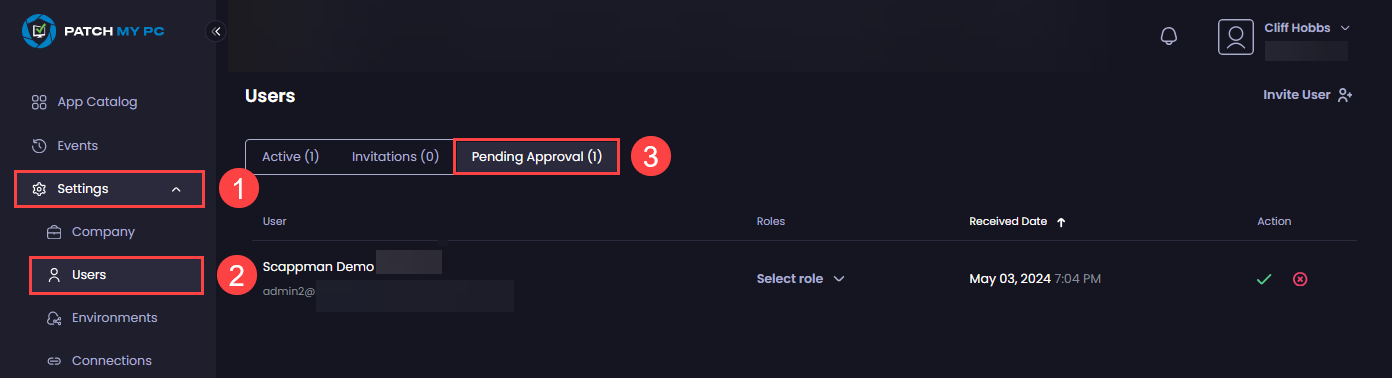 PATCH MY PC
Cliff Hobbs
App Catalog
Users
Invite User
Events
Active (1) Invitations (0) Pending Approval (1) 3
Settings 1
User Roles Received Date Action
Company
Users 2
Scappman Demo
Select role May 03, 2024 7:04 PM
admin2@
Environments
Connections